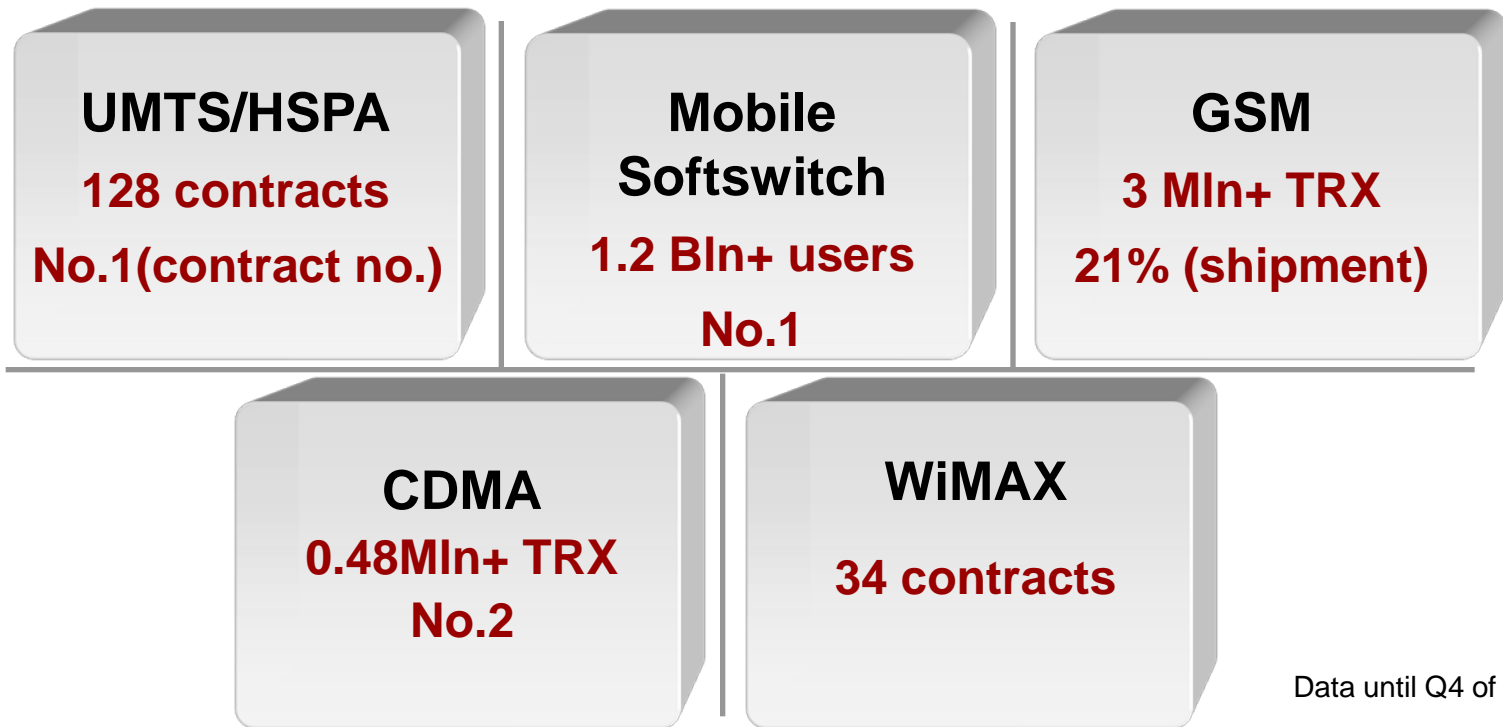 UMTS/HSPA
128 contracts
No.1(contract no.)
Mobile
Softswitch
1.2 Bln+ users
No.1
GSM
3 Mln+ TRX
21% (shipment)
CDMA
0.48Mln+ TRX
No.2
WiMAX
34 contracts
Data until Q4 of